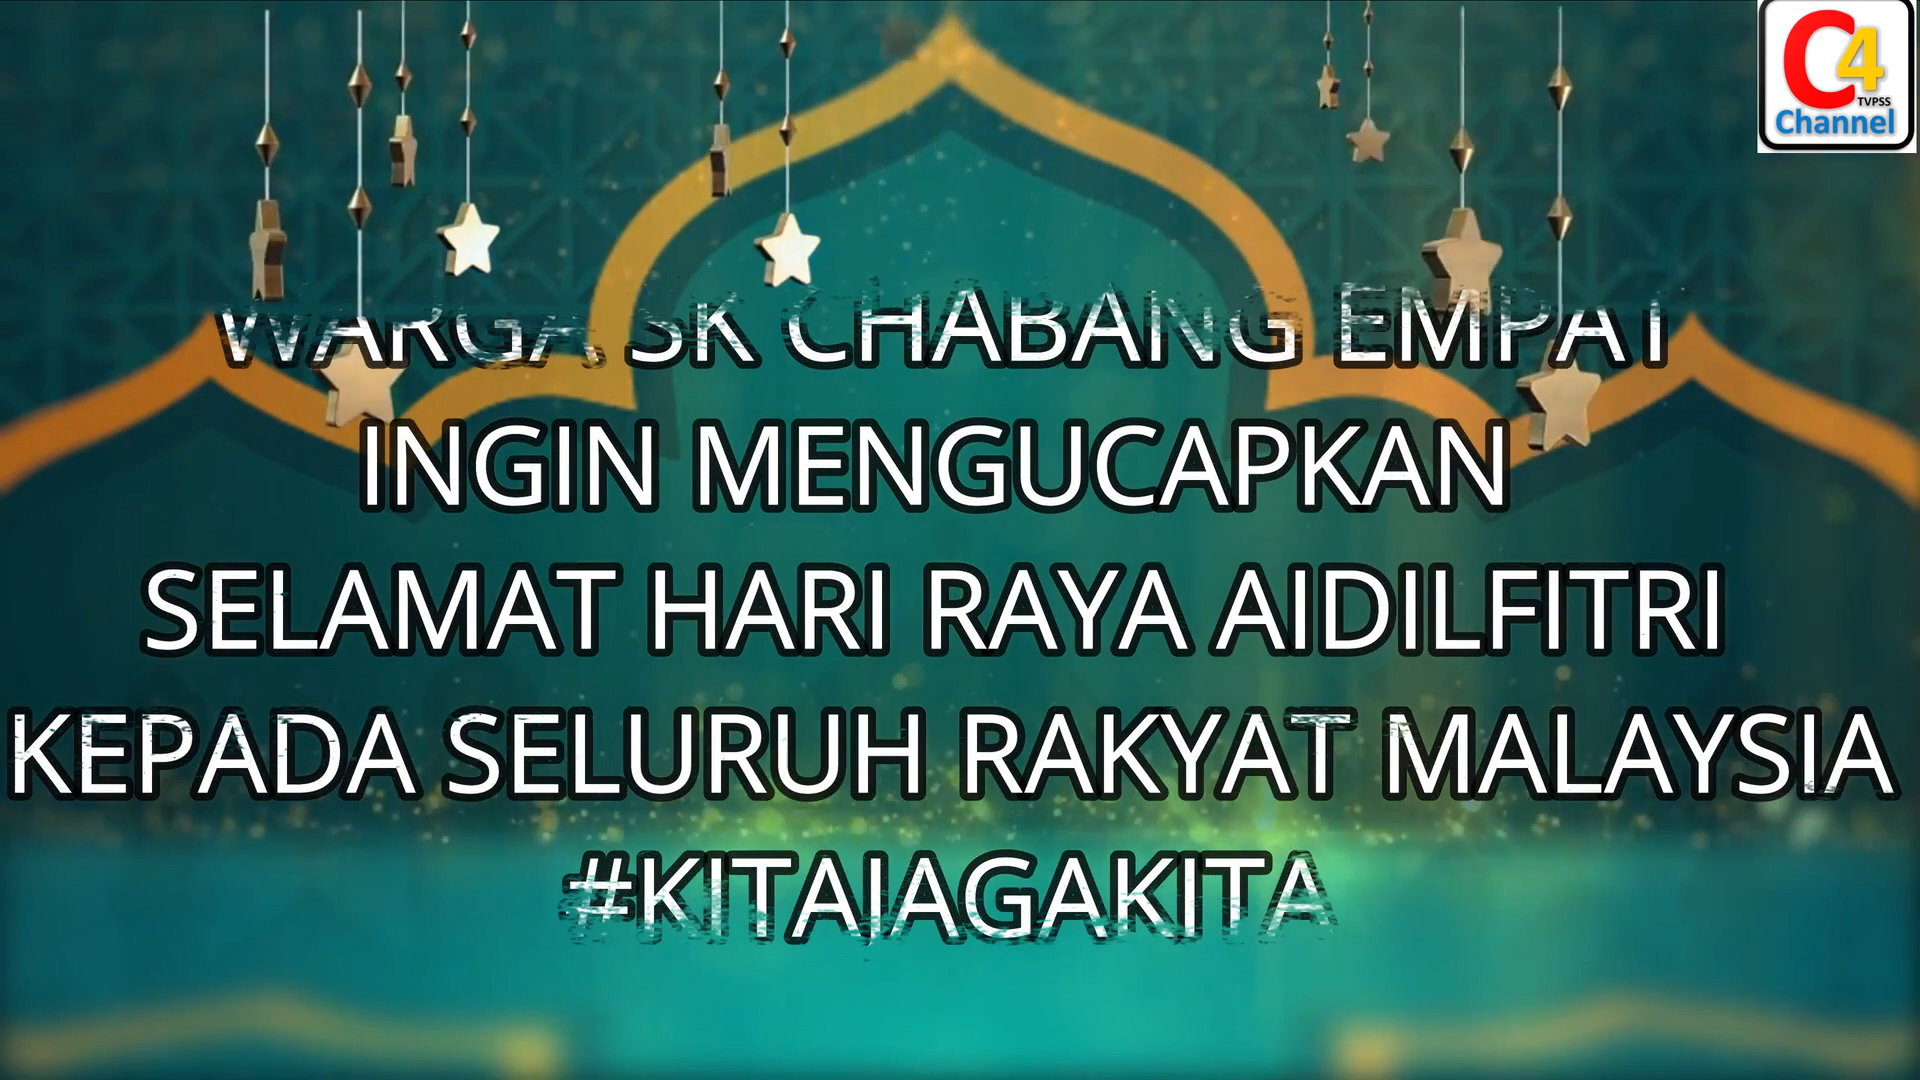 C4
TVPSS
Channel
WARGA SK CHABANG EMPAT
INGIN MENGUCAPKAN
SELAMAT HARI RAYA AIDILFITRI
KEPADA SELURUH RAKYAT MALAYSIA
#KITAJAGAKITA